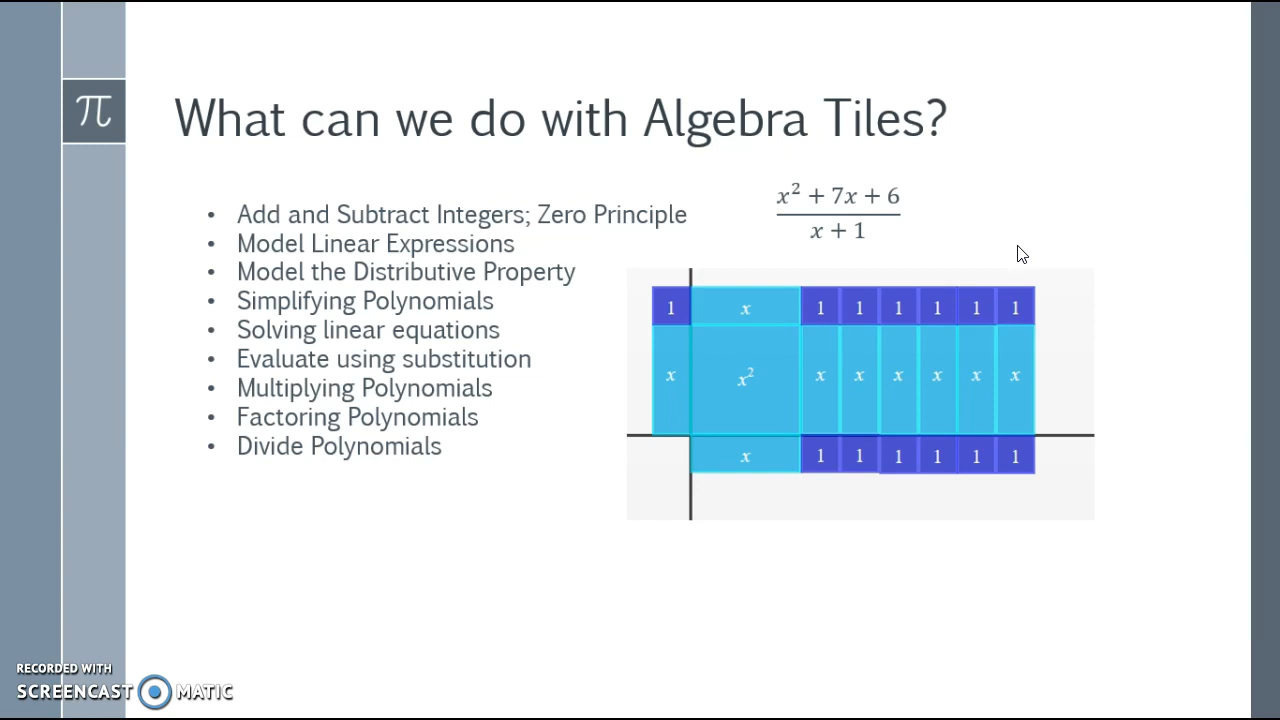 π
What can we do with Algebra Tiles?
• Add and Subtract Integers; Zero Principle
• Model Linear Expressions
• Model the Distributive Property
• Simplifying Polynomials
• Solving linear equations
• Evaluate using substitution
• Multiplying Polynomials
• Factoring Polynomials
• Divide Polynomials
x² + 7x + 6
x + 1
1 x 1 1 1 1 1 1
x x² x x x x x x
x 1 1 1 1 1 1
RECORDED WITH
SCREENCAST MATIC